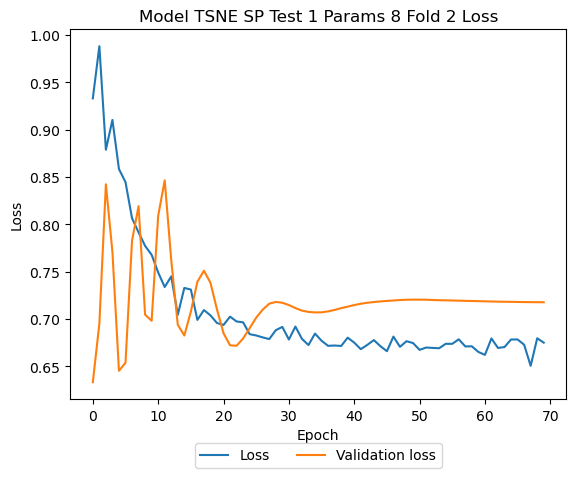 Model TSNE SP Test 1 Params 8 Fold 2 Loss
1.00
0.95
0.90
0.85
0.80
0.75
0.70
0.65
Loss
0 10 20 30 40 50 60 70
Epoch
Loss Validation loss